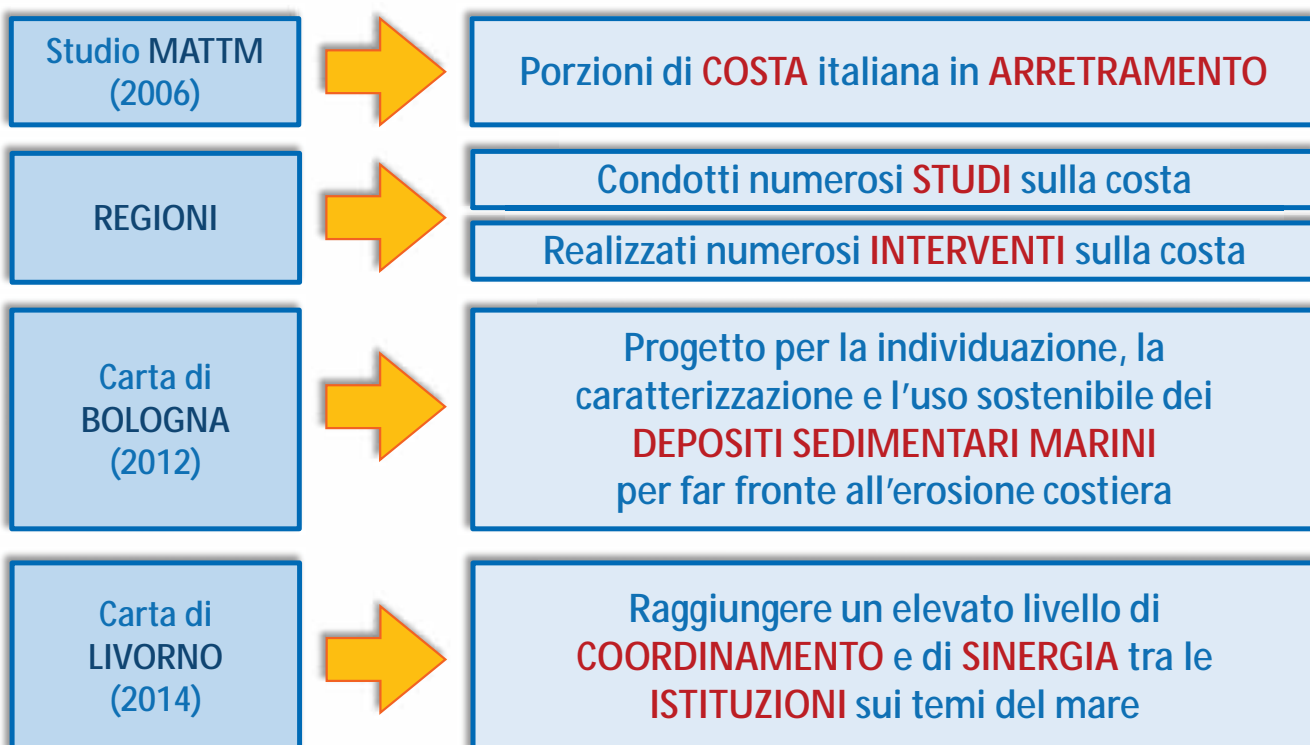 Studio MATTM
(2006)
Porzioni di COSTA italiana in ARRETRAMENTO
REGIONI
Condotti numerosi STUDI sulla costa
Realizzati numerosi INTERVENTI sulla costa
Carta di
BOLOGNA
(2012)
Progetto per la individuazione, la
caratterizzazione e l'uso sostenibile dei
DEPOSITI SEDIMENTARI MARINI
per far fronte all'erosione costiera
Carta di
LIVORNO
(2014)
Raggiungere un elevato livello di
COORDINAMENTO e di SINERGIA tra le
ISTITUZIONI sui temi del mare